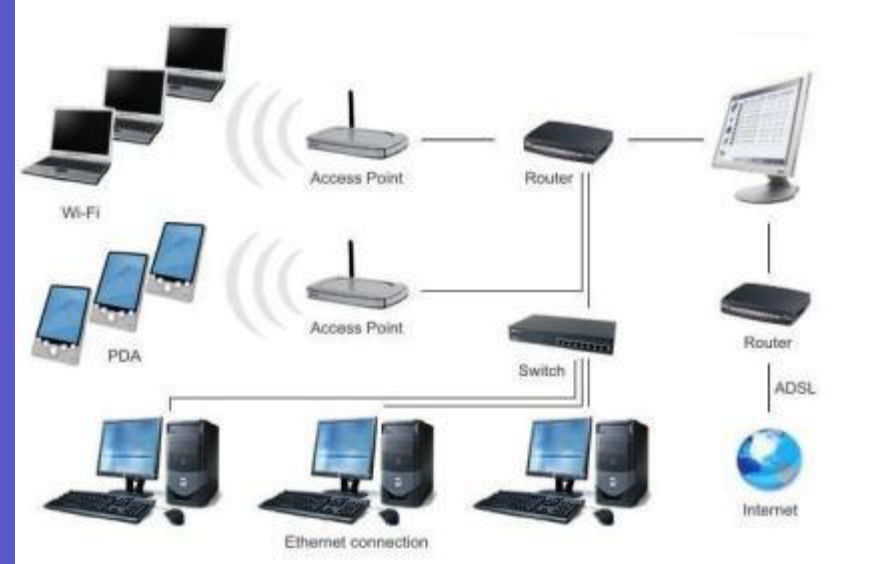 Access Point
Router
Wi-Fi
Access Point
Router
PDA
Switch
ADSL
Internet
Ethernet connection